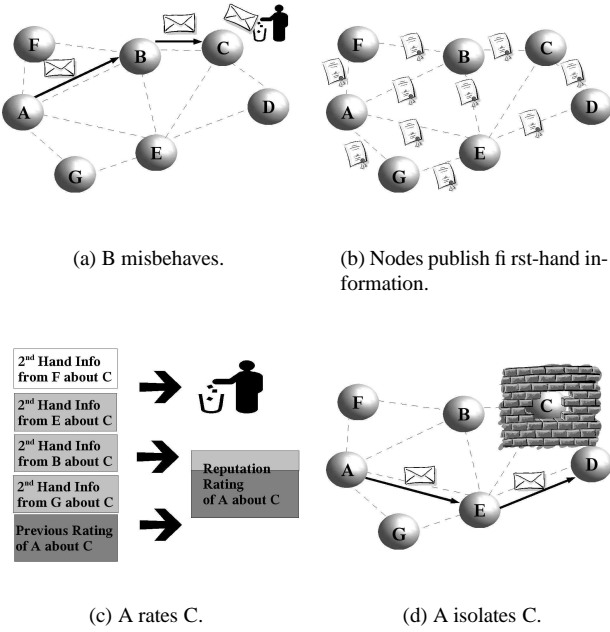 F
B
C
A
D
E
G
(a) B misbehaves.
F
B
C
A
D
E
G
(b) Nodes publish fi rst-hand in-
formation.
2nd Hand Info
from F about C
2nd Hand Info
from E about C
2nd Hand Info
from B about C
2nd Hand Info
from G about C
Previous Rating
of A about C
Reputation
Rating
of A about C
(c) A rates C.
F
B
C
A
D
E
G
(d) A isolates C.